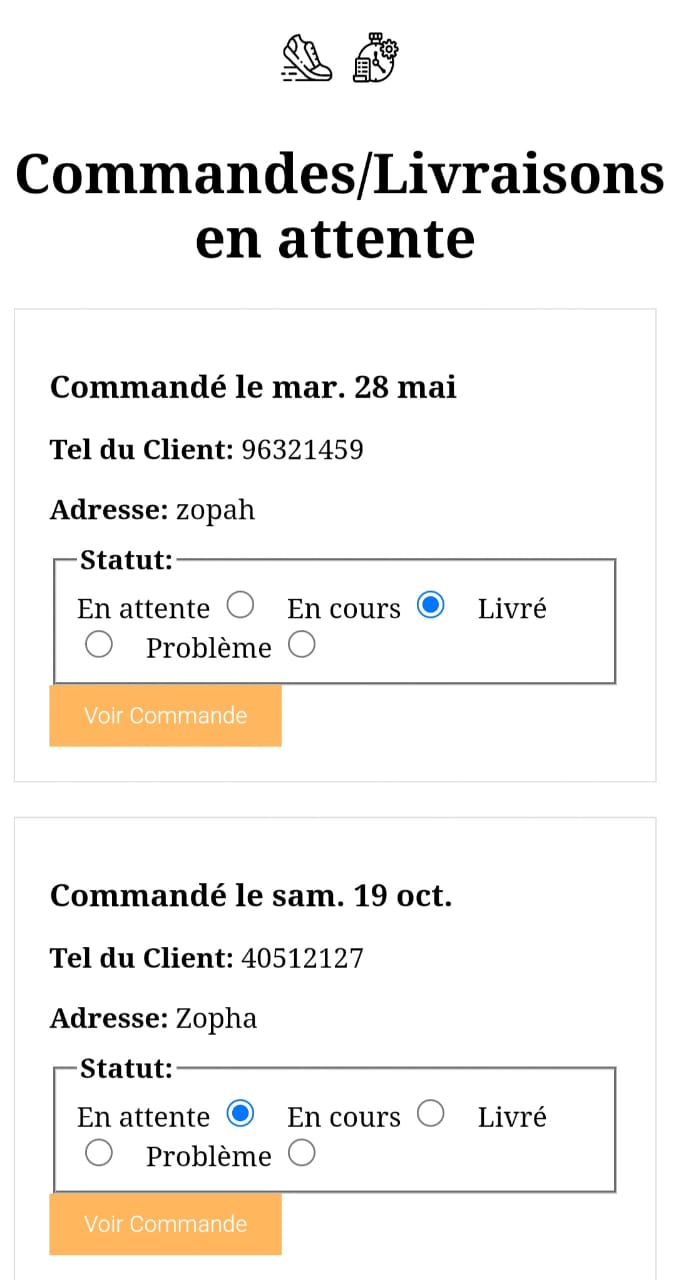 Commandes/Livraisons
en attente
Commandé le mar. 28 mai
Tel du Client: 96321459
Adresse: zopah
Statut:
En attente En cours Livré
Problème
Voir Commande
Commandé le sam. 19 oct.
Tel du Client: 40512127
Adresse: Zopha
Statut:
En attente En cours Livré
Problème
Voir Commande